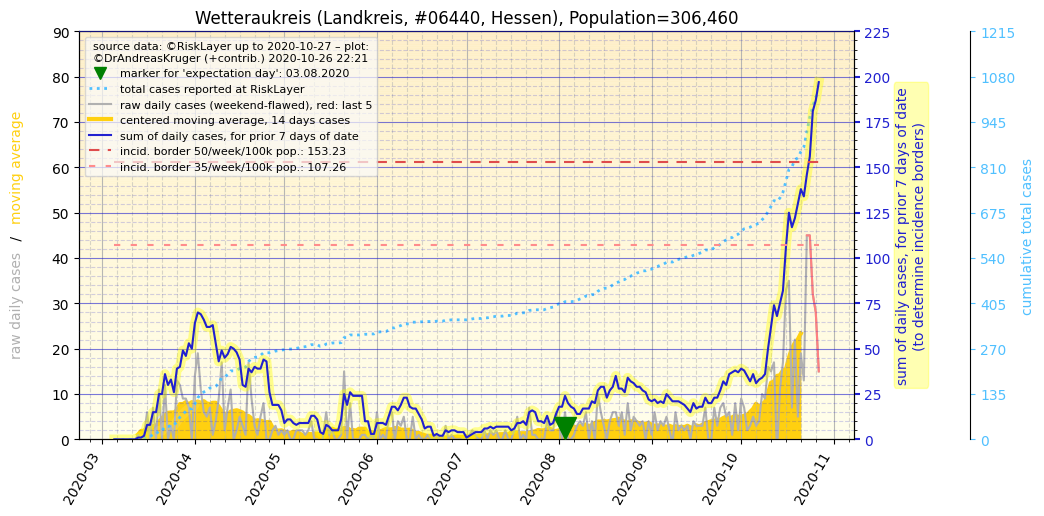 Wetteraukreis (Landkreis, #06440, Hessen), Population=306,460
source data: ©RiskLayer up to 2020-10-27 – plot:
©DrAndreasKruger (+contrib.) 2020-10-26 22:21
marker for 'expectation day': 03.08.2020
total cases reported at RiskLayer
raw daily cases (weekend-flawed), red: last 5
centered moving average, 14 days cases
sum of daily cases, for prior 7 days of date
incid. border 50/week/100k pop.: 153.23
incid. border 35/week/100k pop.: 107.26
raw daily cases / moving average
90
80
70
60
50
40
30
20
10
0
2020-03
2020-04
2020-05
2020-06
2020-07
2020-08
2020-09
2020-10
2020-11
225
200
175
150
125
100
75
50
25
0
sum of daily cases, for prior 7 days of date
(to determine incidence borders)
1215
1080
945
810
675
540
405
270
135
0
cumulative total cases